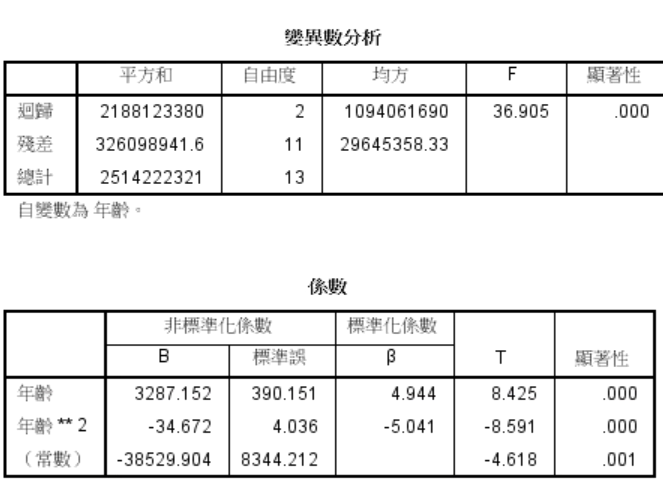 變異數分析
平方和 自由度 均方 F 顯著性
迴歸 2188123380 2 1094061690 36.905 .000
殘差 326098941.6 11 29645358.33
總計 2514222321 13
自變數為 年齡。
係數
非標準化係數 標準化係數
B 標準誤 β T 顯著性
年齡 3287.152 390.151 4.944 8.425 .000
年齡 ** 2 -34.672 4.036 -5.041 -8.591 .000
（常數） -38529.904 8344.212 -4.618 .001